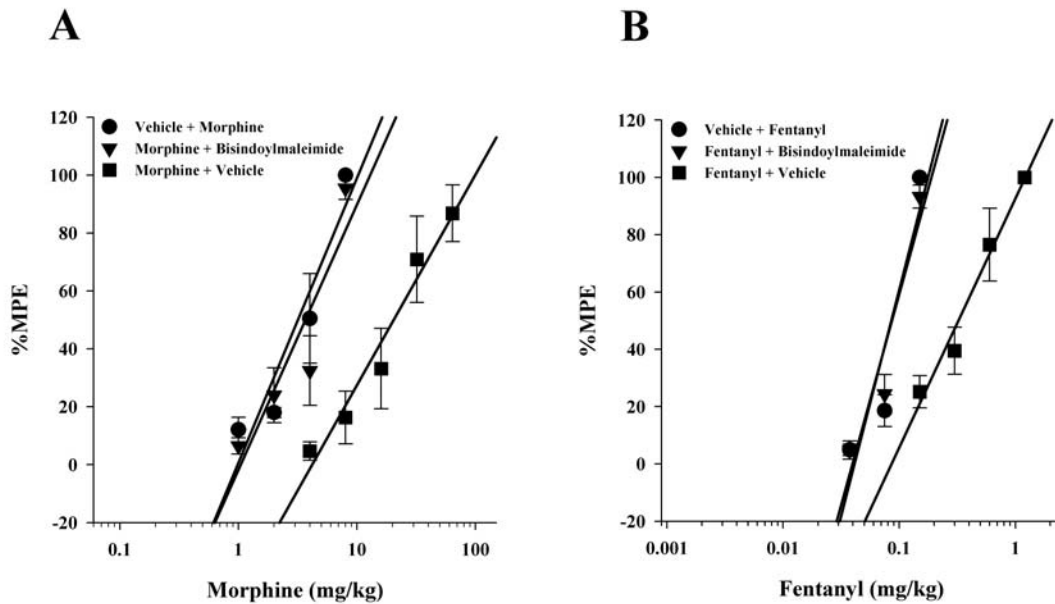 A
120
100
80
60
40
20
0
-20
%MPE
Vehicle + Morphine
Morphine + Bisindoylmaleimide
Morphine + Vehicle
0.1 1 10 100
Morphine (mg/kg)
B
120
100
80
60
40
20
0
-20
%MPE
Vehicle + Fentanyl
Fentanyl + Bisindoylmaleimide
Fentanyl + Vehicle
0.001 0.01 0.1 1
Fentanyl (mg/kg)